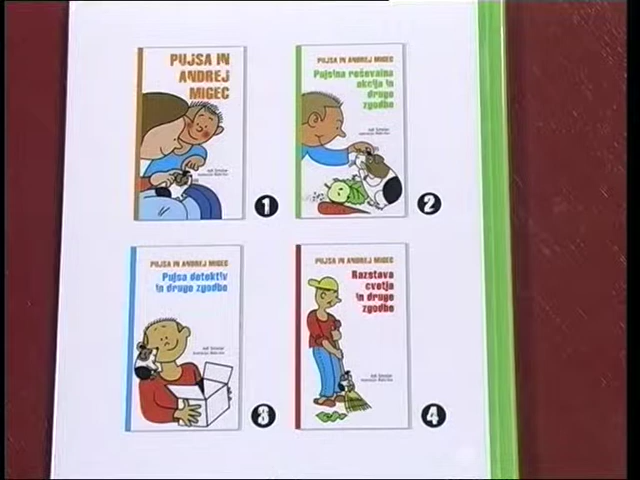 PUJSA IN
ANDREJ
MIGEC
1
PUJSA IN ANDREJ MIGEC
Pujsina reševalna
akcija in
druge
zgodbe
2
PUJSA IN ANDREJ MIGEC
Pujsa detektiv
in druge zgodbe
3
PUJSA IN ANDREJ MIGEC
Razstava
cvetja
in druge
zgodbe
4